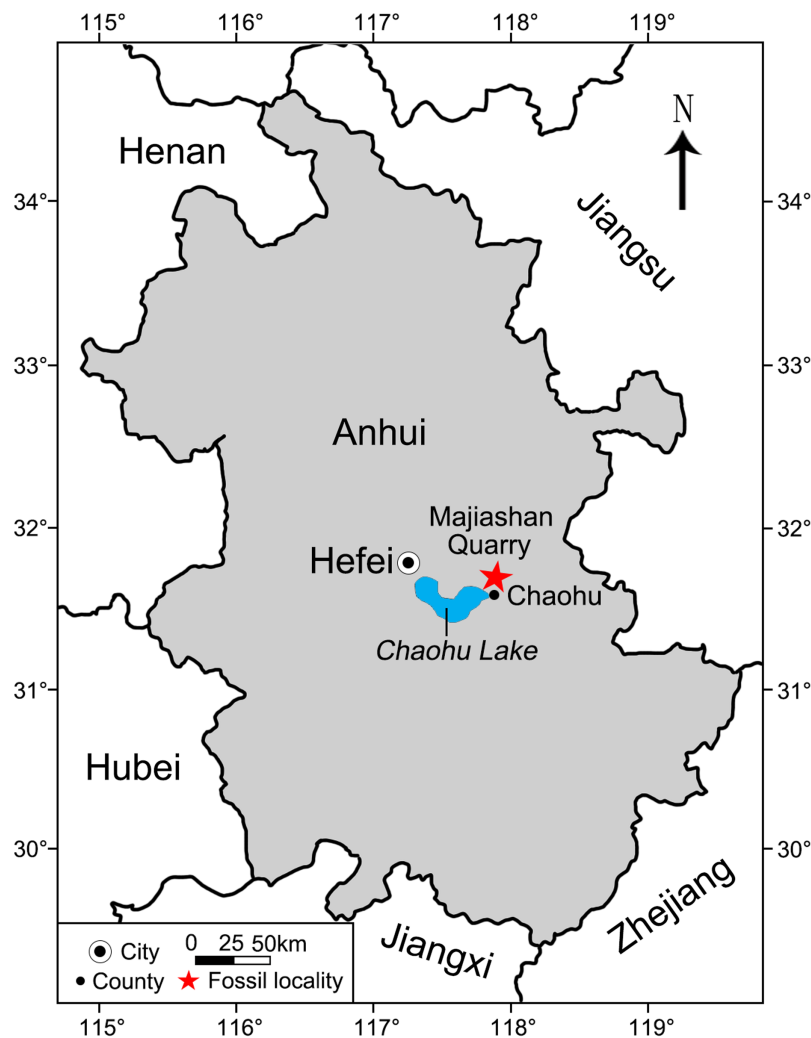 115° 116° 117° 118° 119°
N
Henan
34° 34°
Jiangsu
33° 33°
Anhui
32° 32°
Majiashan
Quarry
Hefei
Chaohu
Chaohu Lake
31° 31°
Hubei
30° 30°
Zhejiang
Jiangxi
0 25 50km
City
County
Fossil locality
115° 116° 117° 118° 119°